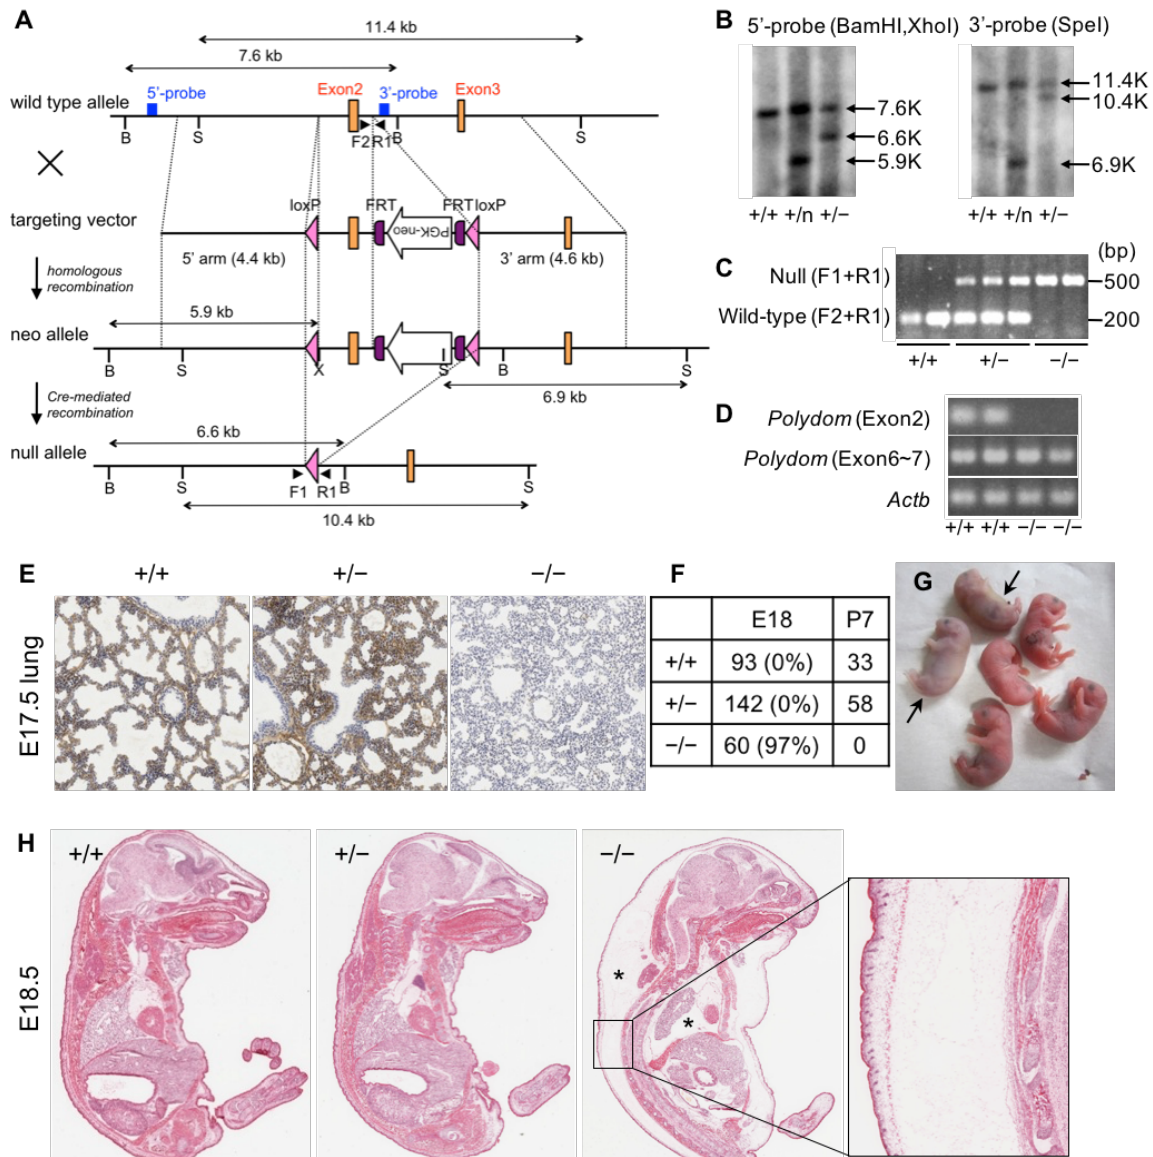 A
11.4 kb
7.6 kb
5'-probe
Exon2
3'-probe
Exon3
wild type allele
B
S
F2
R1
B
S
targeting vector
loxP
FRT
PGK-neo
FRT
loxP
5' arm (4.4 kb)
3' arm (4.6 kb)
homologous
recombination
5.9 kb
neo allele
B
S
X
S
B
S
6.9 kb
Cre-mediated
recombination
6.6 kb
null allele
B
S
F1
R1
B
S
10.4 kb
B
5'-probe (BamHI,XhoI)
3'-probe (SpeI)
7.6K
6.6K
5.9K
11.4K
10.4K
6.9K
+/+ +/n +/−
+/+ +/n +/−
C
(bp)
Null (F1+R1)
500
Wild-type (F2+R1)
200
+/+
+/−
−/−
D
Polydom (Exon2)
Polydom (Exon6~7)
Actb
+/+ +/+ −/− −/−
E
+/+
+/−
−/−
E17.5 lung
F
E18 P7
+/+ 93 (0%) 33
+/− 142 (0%) 58
−/− 60 (97%) 0
G
H
+/+
+/−
−/−
*
*
E18.5